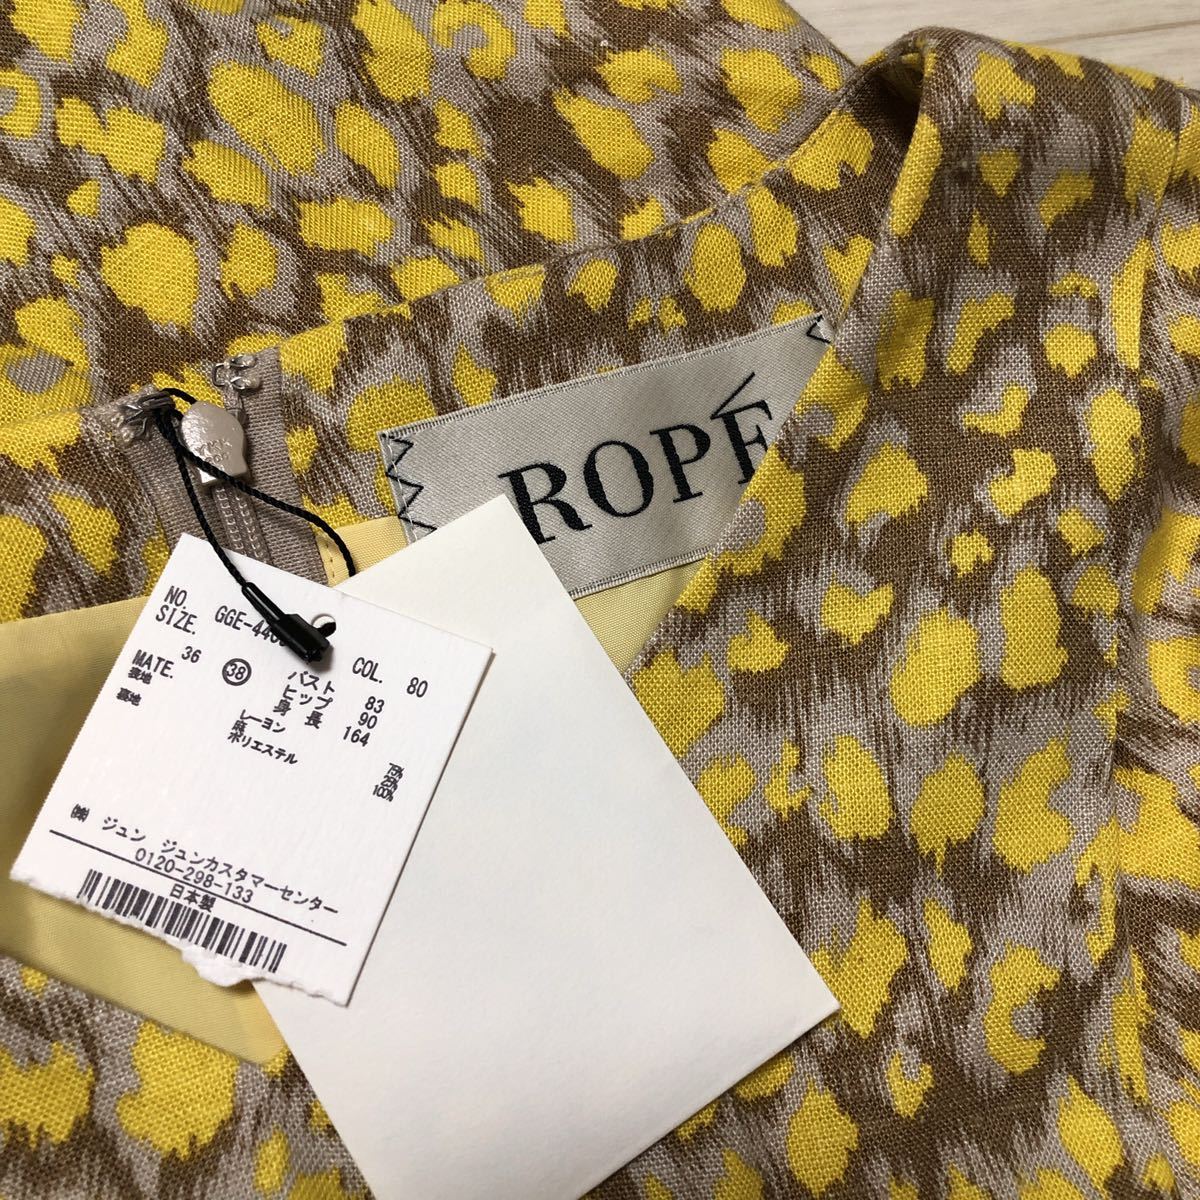 ROPÉ
NO. GGE-440
SIZE. 36 38 COL. 80
バスト 83
ヒップ 90
身長 164
MATE.
表地 レーヨン 75%
麻 25%
裏地 ポリエステル 100%
㈱ ジュン ジュンカスタマーセンター
0120-298-133
日本製